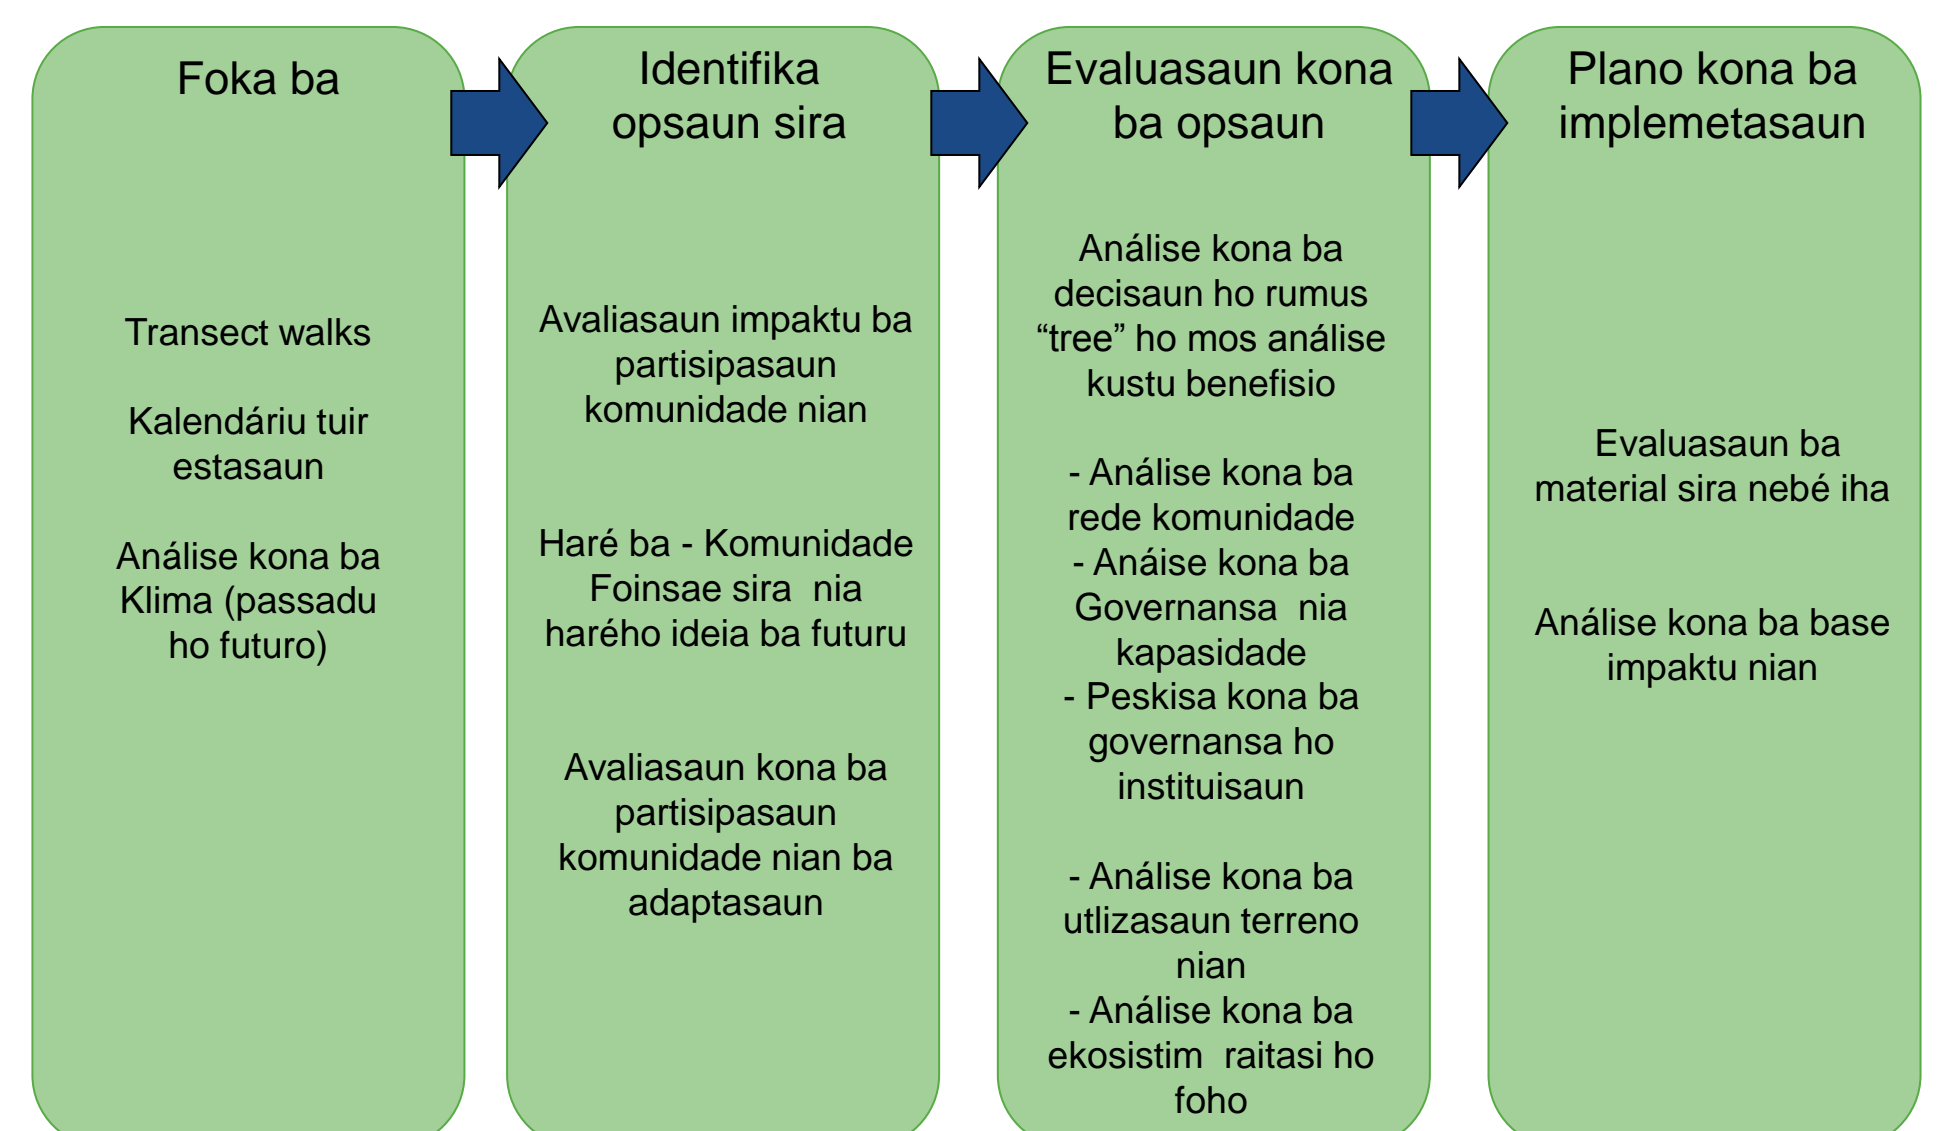 Foka ba
Transect walks
Kalendáriu tuir
estasaun
Análise kona ba
Klima (passadu
ho futuro)
Identifika
opsaun sira
Avaliasaun impaktu ba
partisipasaun
komunidade nian
Haré ba - Komunidade
Foinsae sira  nia
harého ideia ba futuru
Avaliasaun kona ba
partisipasaun
komunidade nian ba
adaptasaun
Evaluasaun kona
ba opsaun
Análise kona ba
decisaun ho rumus
“tree” ho mos análise
kustu benefisio
- Análise kona ba
rede komunidade
- Anáise kona ba
Governansa  nia
kapasidade
- Peskisa kona ba
governansa ho
instituisaun
- Análise kona ba
utlizasaun terreno
nian
- Análise kona ba
ekosistim  raitasi ho
foho
Plano kona ba
implemetasaun
Evaluasaun ba
material sira nebé iha
Análise kona ba base
impaktu nian